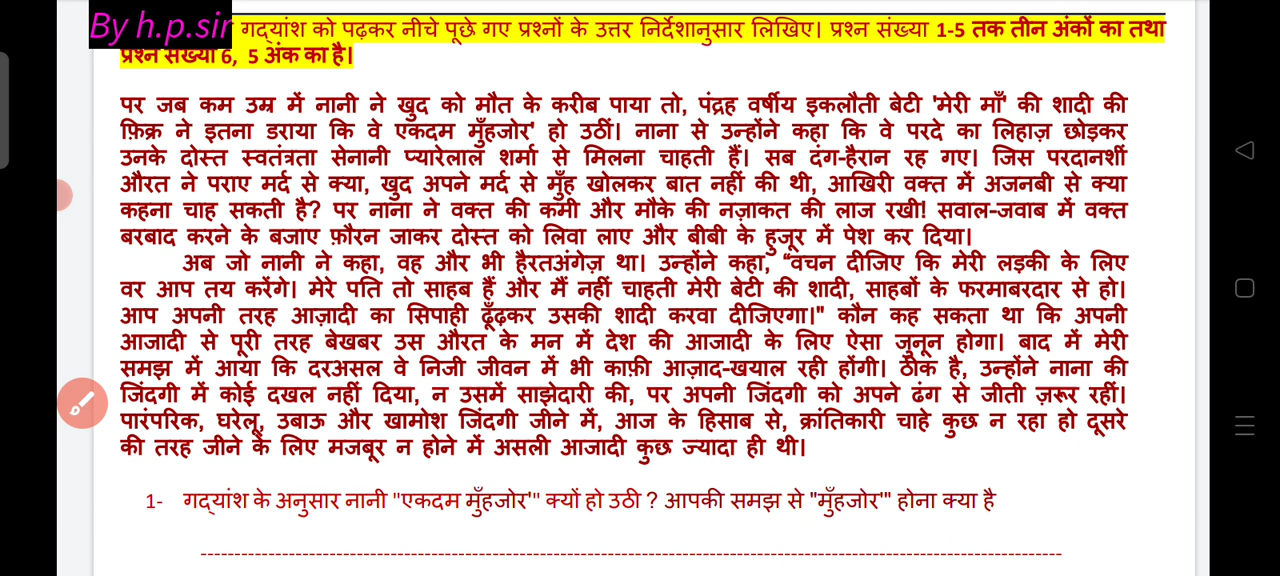 By h.p.sir गद्यांश को पढ़कर नीचे पूछे गए प्रश्नों के उत्तर निर्देशानुसार लिखिए। प्रश्न संख्या 1-5 तक तीन अंकों का तथा
प्रश्न संख्या 6, 5 अंक का है।
पर जब कम उम्र में नानी ने खुद को मौत के करीब पाया तो, पंद्रह वर्षीय इकलौती बेटी 'मेरी माँ' की शादी की
फ़िक्र ने इतना डराया कि वे एकदम मुँहजोर' हो उठीं। नाना से उन्होंने कहा कि वे परदे का लिहाज़ छोड़कर
उनके दोस्त स्वतंत्रता सेनानी प्यारेलाल शर्मा से मिलना चाहती हैं। सब दंग-हैरान रह गए। जिस परदानशीं
औरत ने पराए मर्द से क्या, खुद अपने मर्द से मुँह खोलकर बात नहीं की थी, आखिरी वक्त में अजनबी से क्या
कहना चाह सकती है? पर नाना ने वक्त की कमी और मौके की नज़ाकत की लाज रखी! सवाल-जवाब में वक्त
बरबाद करने के बजाए फ़ौरन जाकर दोस्त को लिवा लाए और बीबी के हुजूर में पेश कर दिया।
अब जो नानी ने कहा, वह और भी हैरतअंगेज़ था। उन्होंने कहा, "वचन दीजिए कि मेरी लड़की के लिए
वर आप तय करेंगे। मेरे पति तो साहब हैं और मैं नहीं चाहती मेरी बेटी की शादी, साहबों के फरमाबरदार से हो।
आप अपनी तरह आज़ादी का सिपाही ढूँढ़कर उसकी शादी करवा दीजिएगा।" कौन कह सकता था कि अपनी
आजादी से पूरी तरह बेखबर उस औरत के मन में देश की आजादी के लिए ऐसा जुनून होगा। बाद में मेरी
समझ में आया कि दरअसल वे निजी जीवन में भी काफ़ी आज़ाद-खयाल रही होंगी। ठीक है, उन्होंने नाना की
जिंदगी में कोई दखल नहीं दिया, न उसमें साझेदारी की, पर अपनी जिंदगी को अपने ढंग से जीती ज़रूर रहीं।
पारंपरिक, घरेलू, उबाऊ और खामोश जिंदगी जीने में, आज के हिसाब से, क्रांतिकारी चाहे कुछ न रहा हो दूसरे
की तरह जीने के लिए मजबूर न होने में असली आजादी कुछ ज्यादा ही थी।
1- गद्यांश के अनुसार नानी "एकदम मुँहजोर'" क्यों हो उठी ? आपकी समझ से "मुँहजोर'" होना क्या है